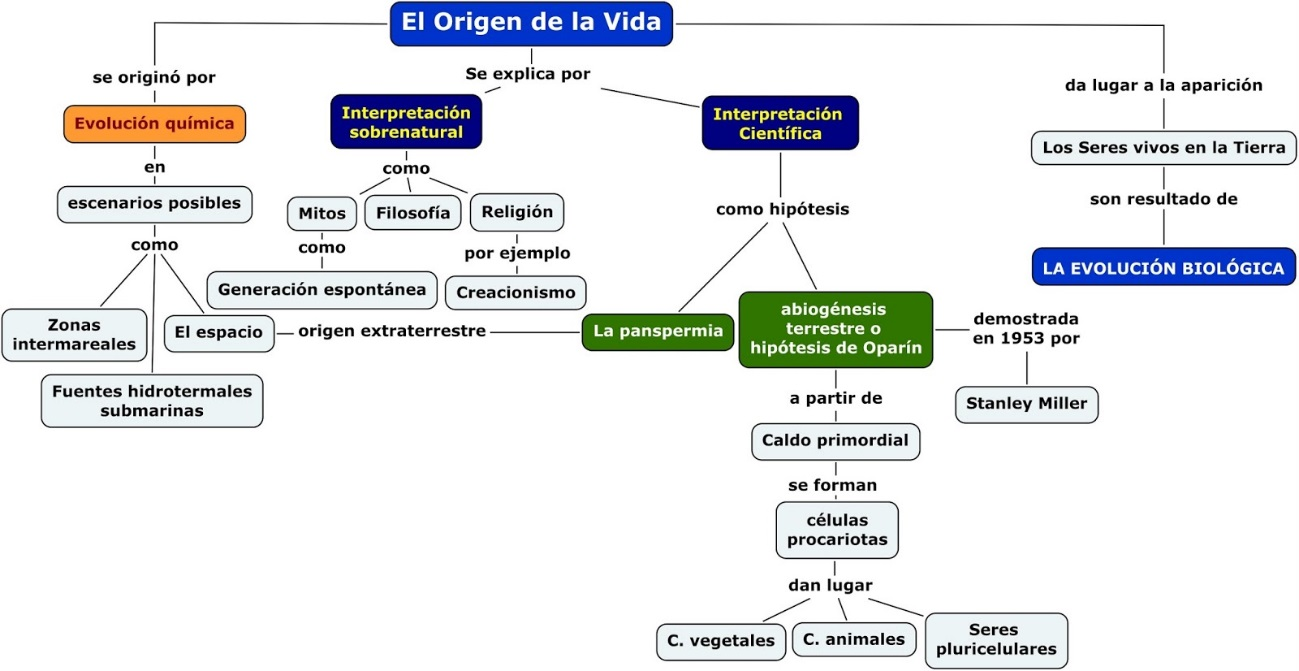 El Origen de la Vida
se originó por
Evolución química
en
escenarios posibles
como
Zonas
intermareales
Fuentes hidrotermales
submarinas
El espacio
origen extraterrestre
Se explica por
Interpretación
sobrenatural
como
Mitos
como
Generación espontánea
Filosofía
Religión
por ejemplo
Creacionismo
Interpretación
Científica
como hipótesis
La panspermia
abiogénesis
terrestre o
hipótesis de Oparín
demostrada
en 1953 por
Stanley Miller
a partir de
Caldo primordial
se forman
células
procariotas
dan lugar
C. vegetales
C. animales
Seres
pluricelulares
da lugar a la aparición
Los Seres vivos en la Tierra
son resultado de
LA EVOLUCIÓN BIOLÓGICA